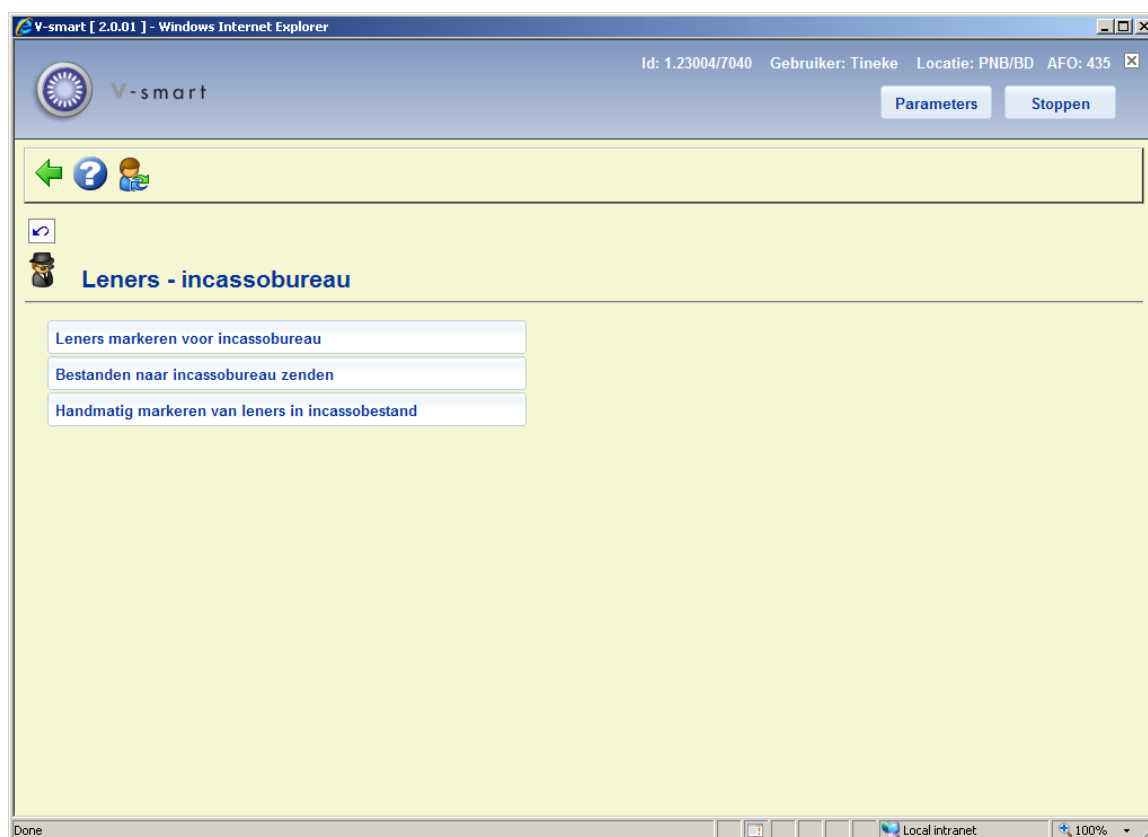 V-smart [ 2.0.01 ] - Windows Internet Explorer
Id: 1.23004/7040 Gebruiker: Tineke Locatie: PNB/BD AFO: 435
V-smart
Parameters Stoppen
Leners - incassobureau
Leners markeren voor incassobureau
Bestanden naar incassobureau zenden
Handmatig markeren van leners in incassobestand
Done Local intranet 100%